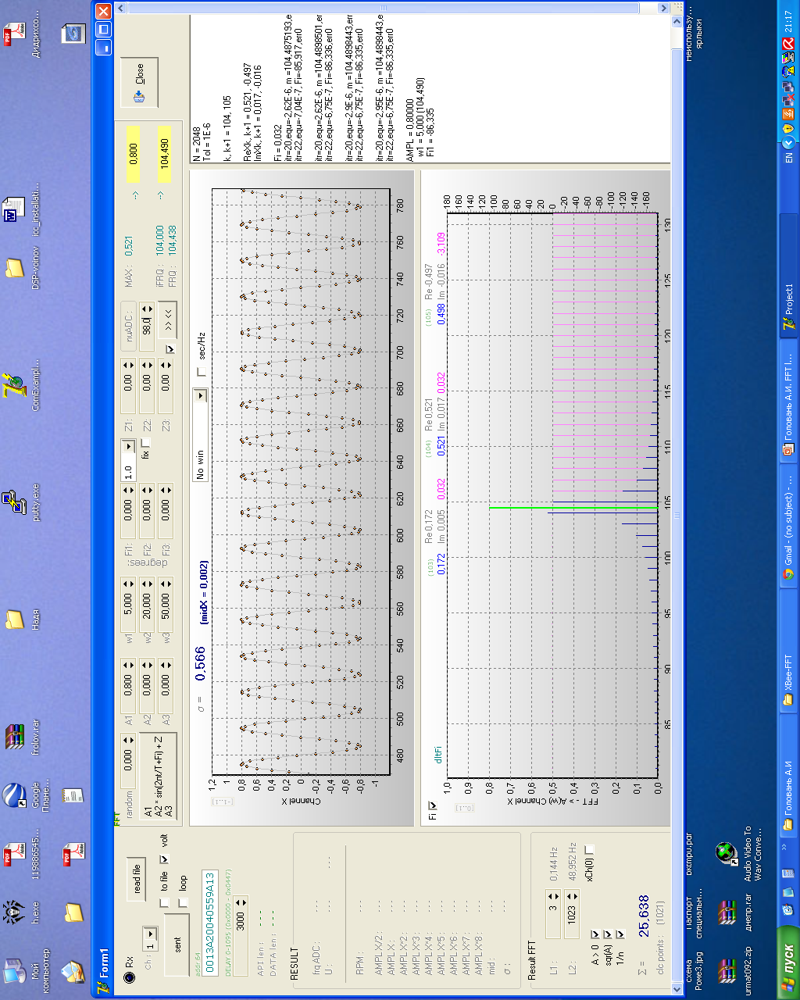 Мой компьютер
h.exe
119886545....
Google Плане...
frolov.rar
Надя
putty.exe
ComExampl...
DSP-voinov
icc_installati...
Дидрихсо...
Form1
Rx
Ch : 1
read file
to file
volt
loop
sent
addr 64
0013A20040559A13
DELAY 0-1095 (0x0000 - 0x0447)
3000
API len : - - -
DATA len : - - -
RESULT
frq ADC : - - - - - -
U : - - - - - -
RPM : - - -
AMPL X/2 : - - -
AMPL X : - - -
AMPL X*2 : - - -
AMPL X*3 : - - -
AMPL X*4 : - - -
AMPL X*5 : - - -
AMPL X*6 : - - -
AMPL X*7 : - - -
AMPL X*8 : - - -
mid : - - -
σ : - - -
Result FFT
L1 : 3 0,144 Hz
L2 : 1023 48,952 Hz
A > 0
sqr(A)
1/n
xCh(0)
Σ = 25,638
clc points : (1021)
FFT
random 0,000
A1
A2 * sin(2пt/T+Fi) + Z
A3
A1 0,800 w1 5,000 Fi1: 0,000 1.0 Z1: 0,00 nuADC :
A2 0,000 w2 20,000 Fi2: 0,000 fix Z2: 0,00 98,0
A3 0,000 w3 50,000 Fi3: 0,000 Z3: 0,00 >> <<
degrees:
MAX : 0,521 --> 0,800
iFRQ : 104,000 --> 104,490
FRQ : 104,438
Close
σ = 0,566 (midX = 0,002)
No win
sec/Hz
[-1..1]
Channel X
1,2
1
0,8
0,6
0,4
0,2
0
-0,2
-0,4
-0,6
-0,8
-1
480 500 520 540 560 580 600 620 640 660 680 700 720 740 760 780
Fi
[0..1]
dltFi
(103) Re 0,172 (104) Re 0,521 (105) Re -0,497
0,172 Im 0,005 0,032 0,521 Im 0,017 0,032 0,498 Im -0,016 -3,109
FFT -> A(w) Channel X
1,0
0,9
0,8
0,7
0,6
0,5
0,4
0,3
0,2
0,1
0,0
85 90 95 100 105 110 115 120 125 130
180
160
140
120
100
80
60
40
20
0
-20
-40
-60
-80
-100
-120
-140
-160
N = 2048
Tol = 1E-6
k, k+1 = 104, 105
ReXk, k+1 = 0,521, -0,497
ImXk, k+1 = 0,017, -0,016
Fi = 0,032
itr=20,equ=-2,62E-6, m =104,4875193,e
itr=22,equ=-7,04E-7, Fi=-85,917,err0
itr=20,equ=-2,62E-6, m =104,4898501,er
itr=22,equ=-6,75E-7, Fi=-86,336,err0
itr=20,equ=-2,9E-6, m =104,4898443,err
itr=22,equ=-6,75E-7, Fi=-86,335,err0
itr=20,equ=-2,95E-6, m =104,4898443,e
itr=22,equ=-6,75E-7, Fi=-86,335,err0
AMPL = 0,80000
w1 = 5,000 (104,490)
Fi1 = -86,335
схема Роме3.jpg
Паспорт специальн...
неиспользу... ярлыки
urmat092.zip
днепр.rar
Audio Video To Wav Conve...
пуск
Головань А.И
XBee-FFT
Gmail - (no subject) - ...
Головань А.И. FFT I...
Project1
EN
21:17